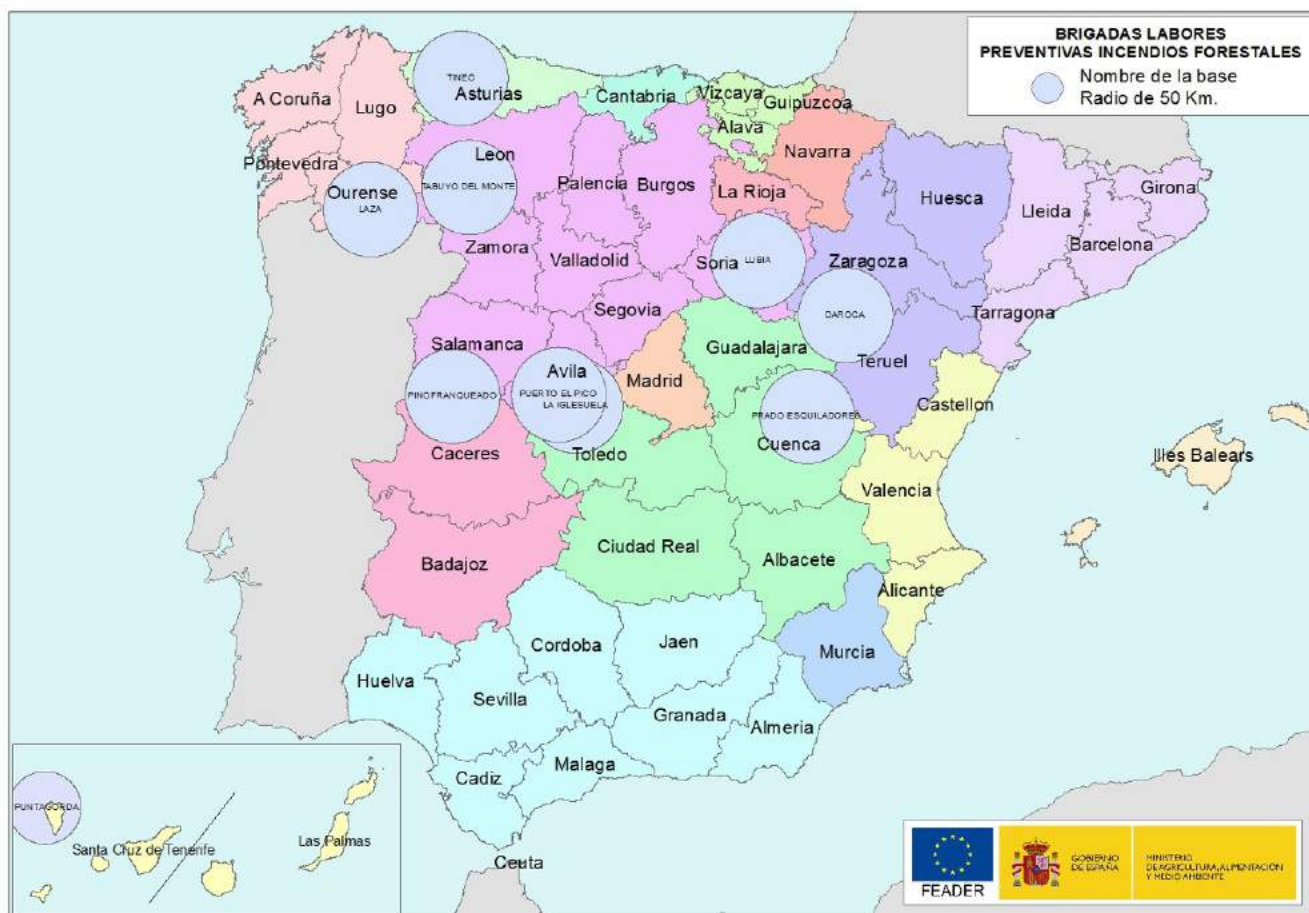 BRIGADAS LABORES
PREVENTIVAS INCENDIOS FORESTALES
Nombre de la base
Radio de 50 Km.
TINEO
Asturias
A Coruña
Lugo
Cantabria
Vizcaya
Guipuzcoa
Alava
Navarra
Pontevedra
Leon
Ourense
LAZA
TABUYO DEL MONTE
Palencia
Burgos
La Rioja
Huesca
Lleida
Girona
Barcelona
Zamora
Valladolid
Soria
LUBIA
Zaragoza
Segovia
DAROCA
Tarragona
Salamanca
Guadalajara
Teruel
Avila
Madrid
PINOFRANQUEADO
PUERTO EL PICO
LA IGLESUELA
PRADO ESQUILADORES
Castellon
Cuenca
Caceres
Toledo
Illes Balears
Valencia
Badajoz
Ciudad Real
Albacete
Alicante
Cordoba
Jaen
Murcia
Huelva
Sevilla
Granada
Almeria
Cadiz
Malaga
PUNTAGORDA
Santa Cruz de Tenerife
Las Palmas
Ceuta
FEADER
GOBIERNO
DE ESPAÑA
MINISTERIO
DE AGRICULTURA, ALIMENTACIÓN
Y MEDIO AMBIENTE